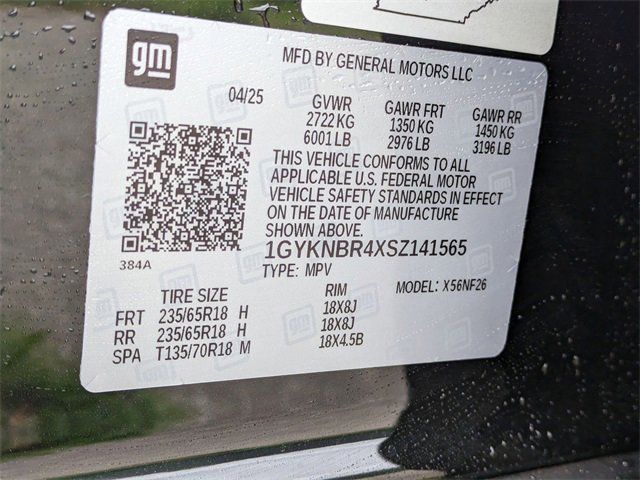 gm
MFD BY GENERAL MOTORS LLC
04/25
GVWR GAWR FRT GAWR RR
2722 KG 1350 KG 1450 KG
6001 LB 2976 LB 3196 LB
THIS VEHICLE CONFORMS TO ALL
APPLICABLE U.S. FEDERAL MOTOR
VEHICLE SAFETY STANDARDS IN EFFECT
ON THE DATE OF MANUFACTURE
SHOWN ABOVE.
1GYKNBR4XSZ141565
384A
TYPE: MPV MODEL: X56NF26
TIRE SIZE RIM
FRT 235/65R18 H 18X8J
RR 235/65R18 H 18X8J
SPA T135/70R18 M 18X4.5B